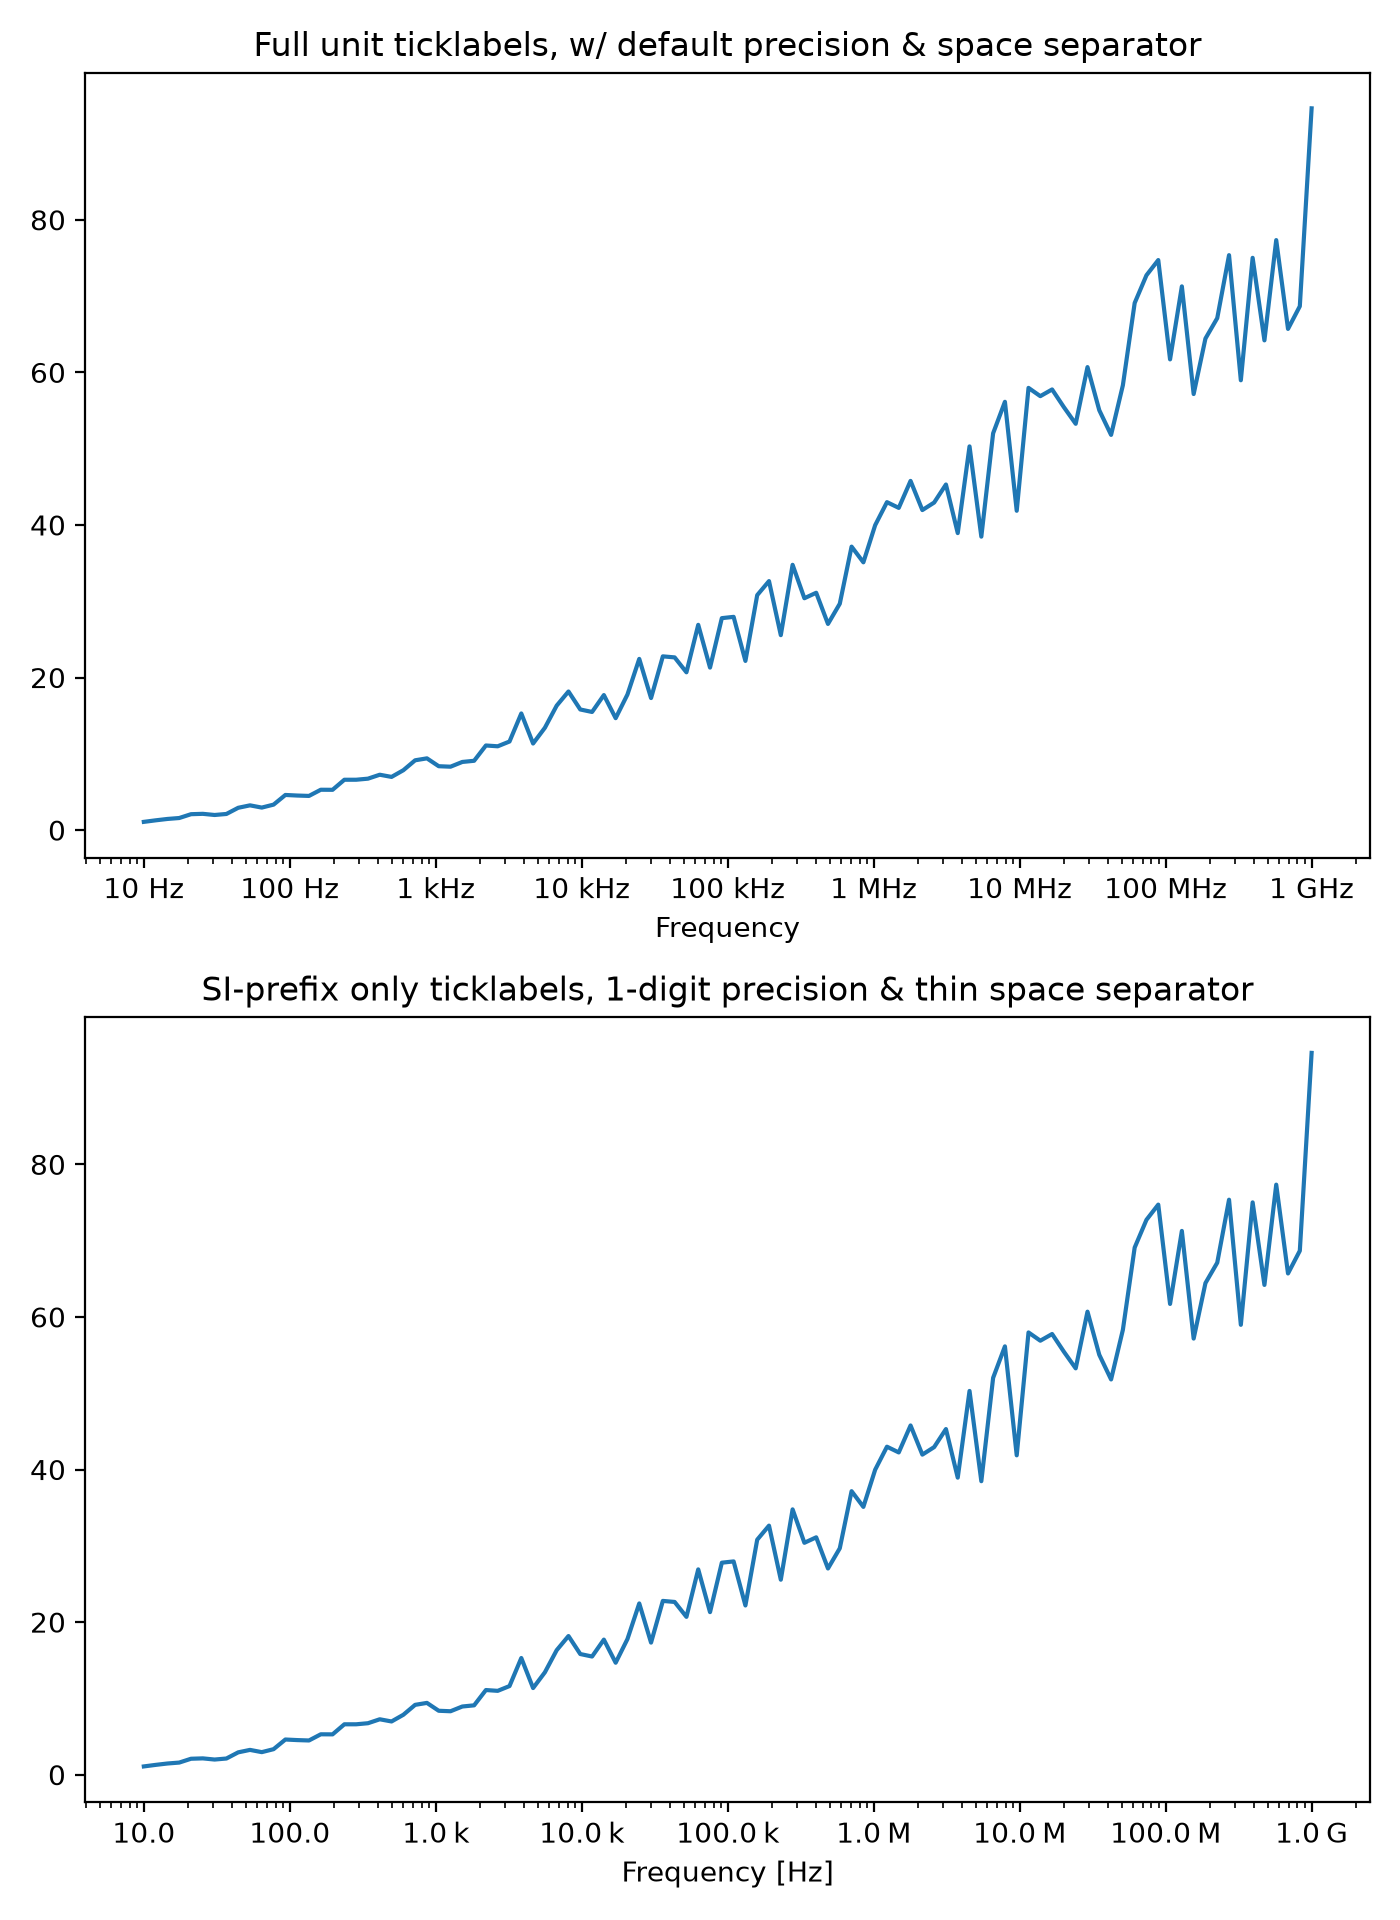 Full unit ticklabels, w/ default precision & space separator
80
60
40
20
0
10 Hz 100 Hz 1 kHz 10 kHz 100 kHz 1 MHz 10 MHz 100 MHz 1 GHz
Frequency
SI-prefix only ticklabels, 1-digit precision & thin space separator
80
60
40
20
0
10.0 100.0 1.0 k 10.0 k 100.0 k 1.0 M 10.0 M 100.0 M 1.0 G
Frequency [Hz]